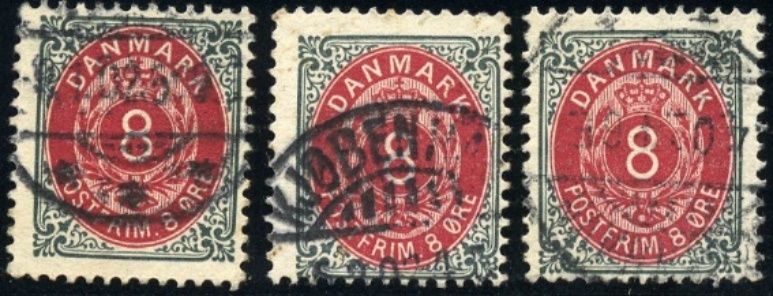 DANMARK
8
POSTFRIM. 8 ØRE
DANMARK
KJØBEN
8
FRIM. 8 ØRE
DANMARK
8
POSTFRIM. 8 ØRE